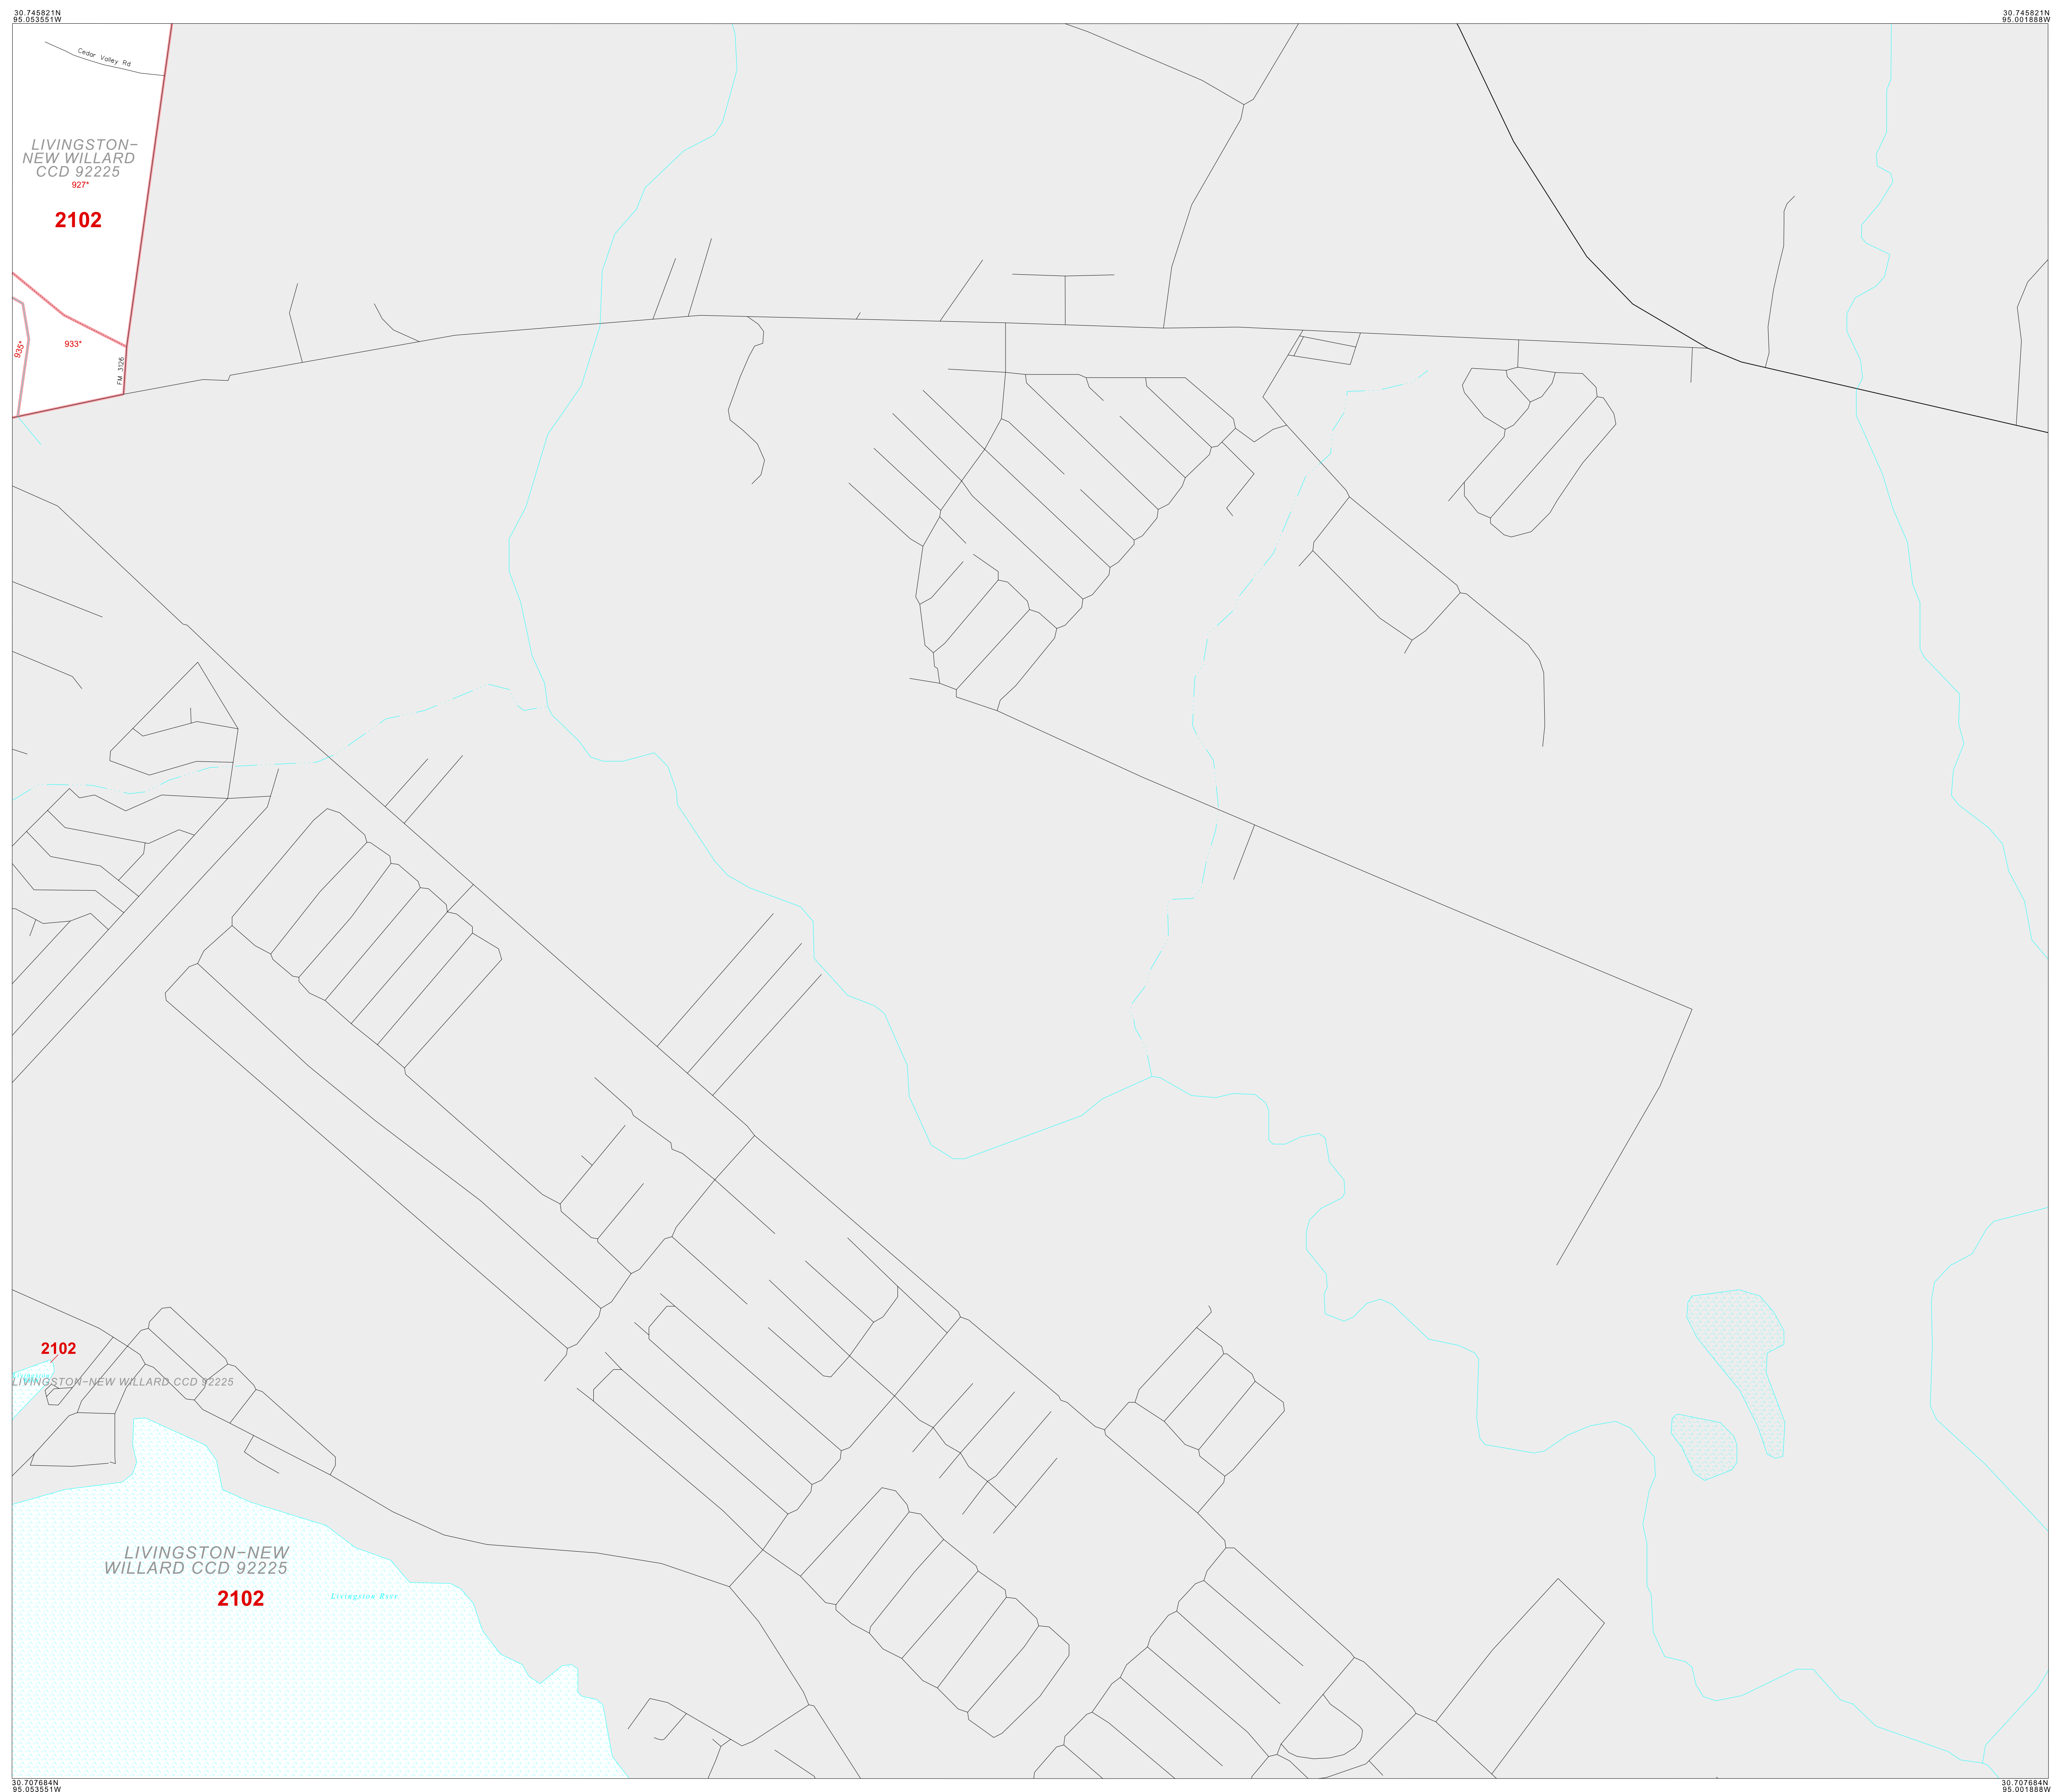 30.745821N
95.053551W
30.745821N
95.001888W
Cedar Valley Rd
LIVINGSTON-
NEW WILLARD
CCD 92225
927*
2102
935*
933*
FM 3126
2102
LIVINGSTON-NEW WILLARD CCD 92225
LIVINGSTON-NEW
WILLARD CCD 92225
2102
Livingston Rsvr
30.707684N
95.053551W
30.707684N
95.001888W